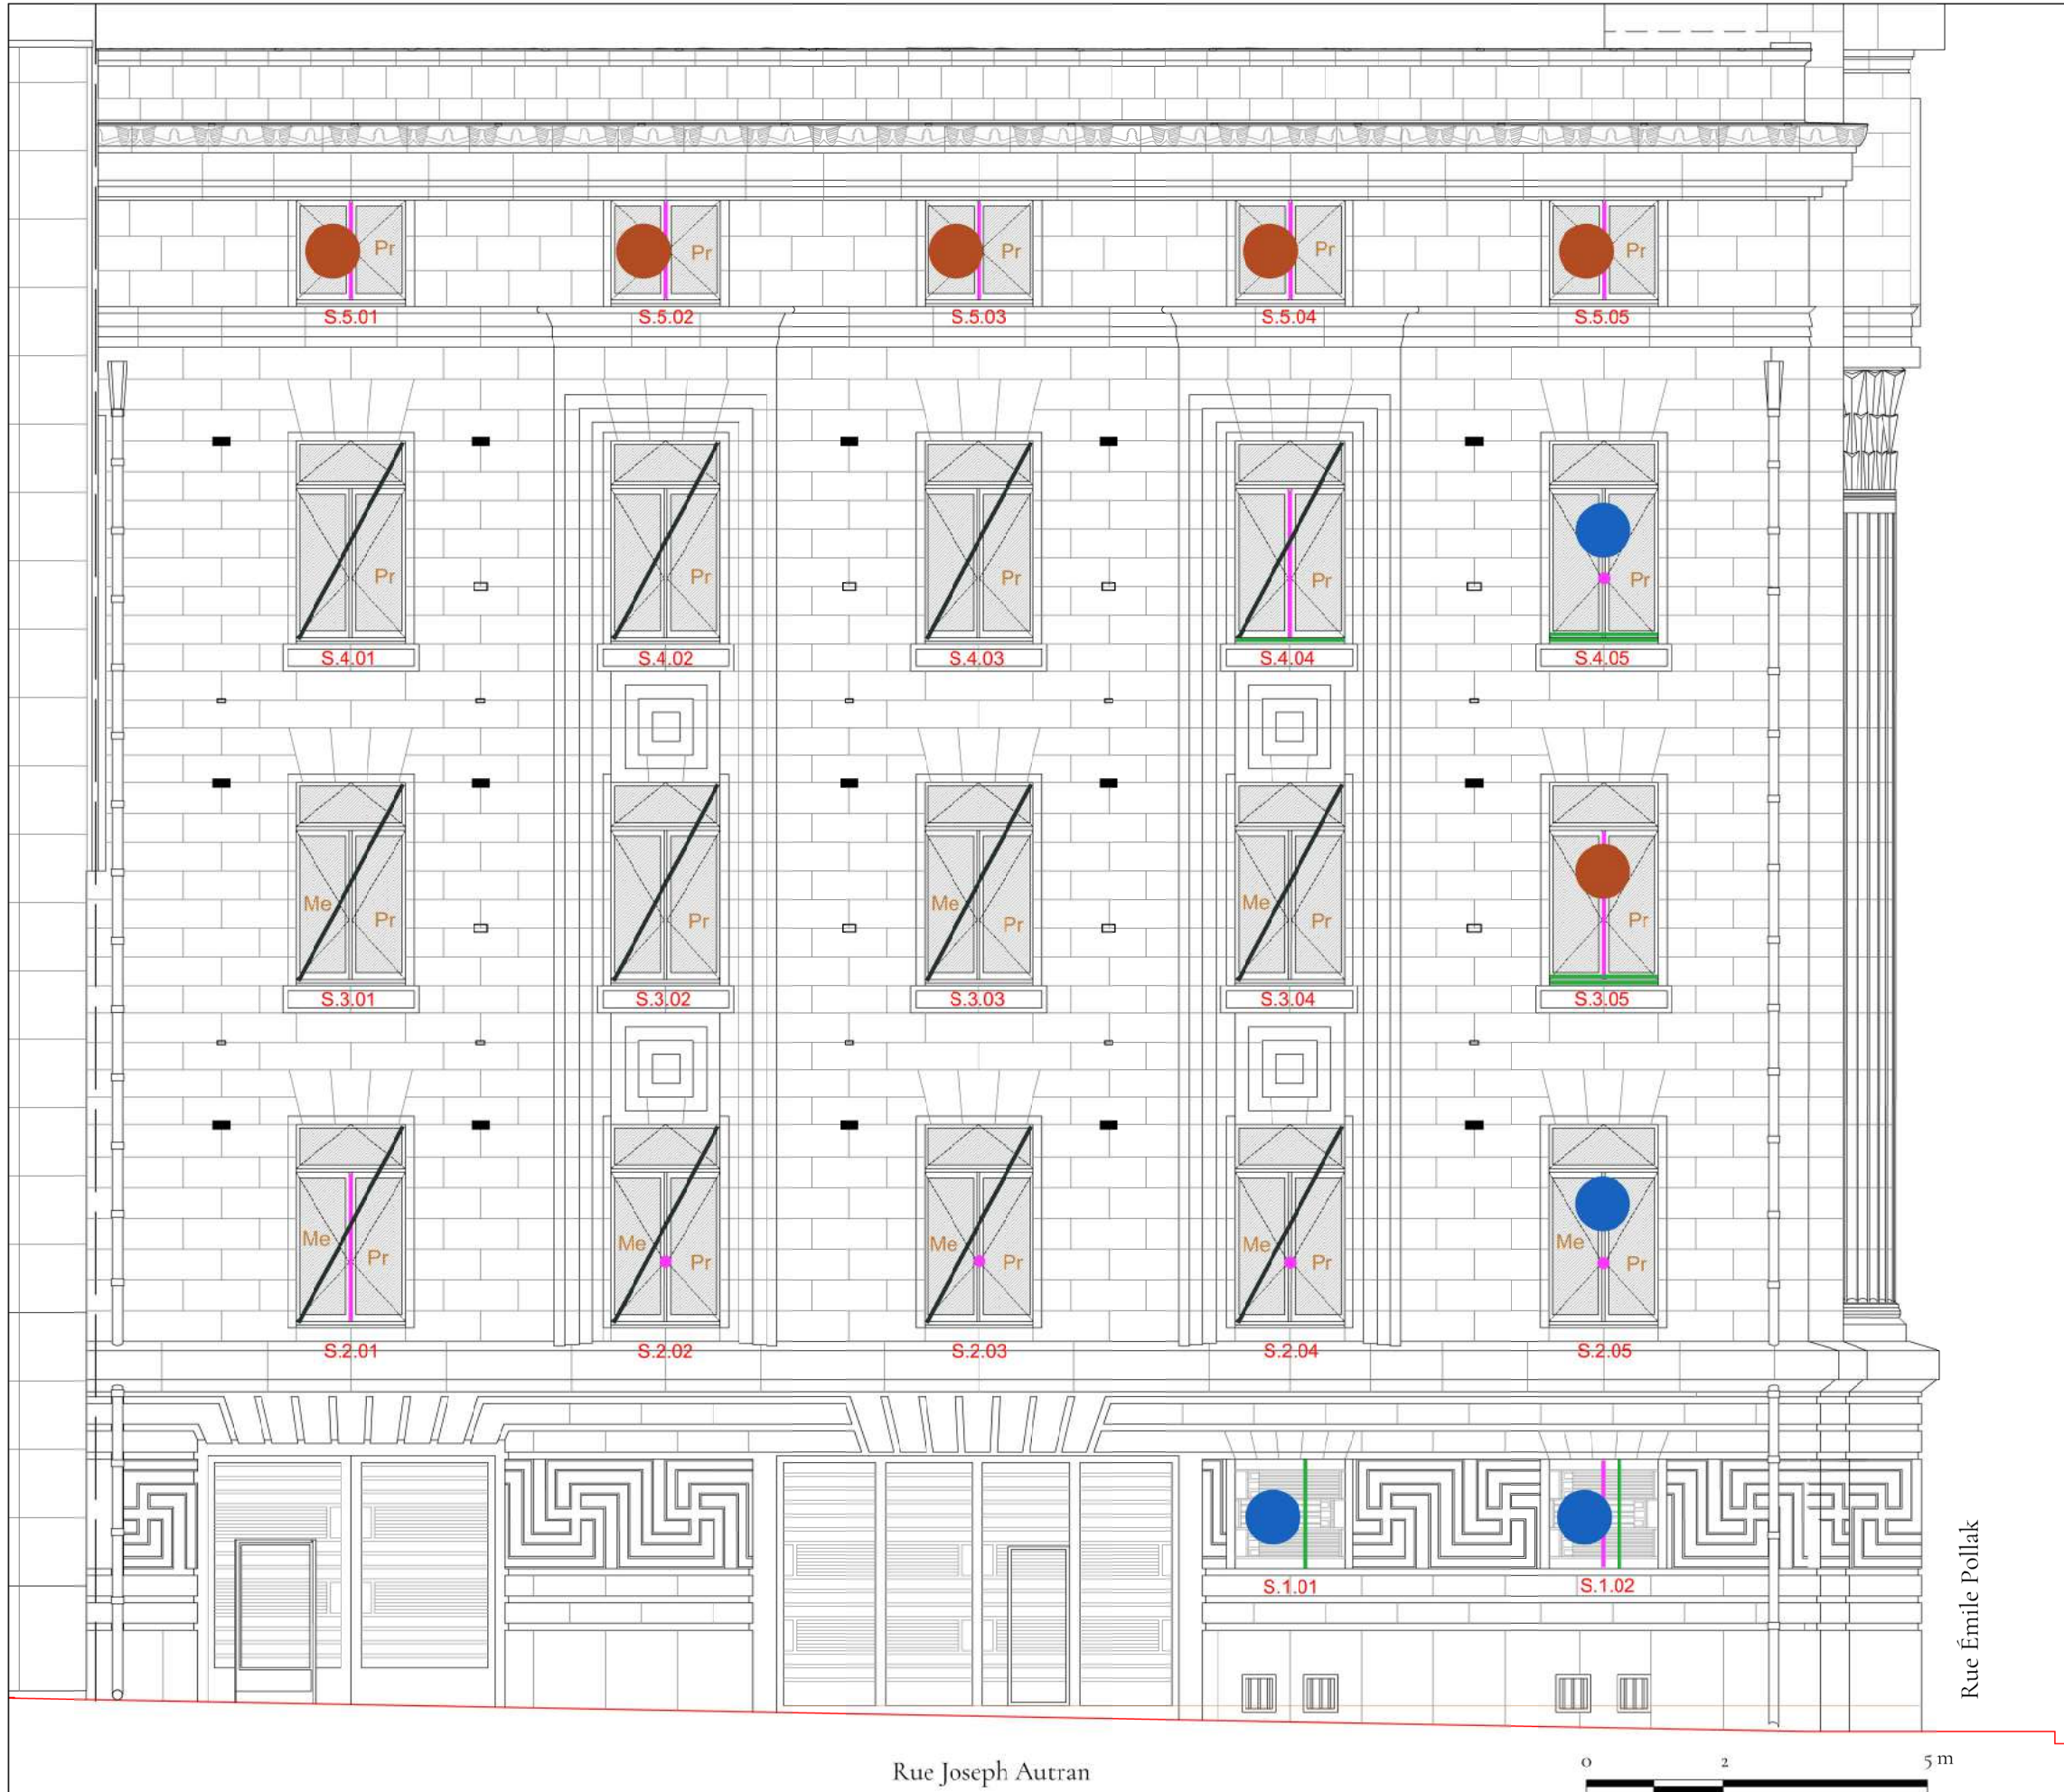 Pr Pr Pr Pr Pr
S.5.01 S.5.02 S.5.03 S.5.04 S.5.05
Pr Pr Pr Pr Pr
S.4.01 S.4.02 S.4.03 S.4.04 S.4.05
Me Pr Pr Me Pr Me Pr Pr
S.3.01 S.3.02 S.3.03 S.3.04 S.3.05
Me Pr Me Pr Me Pr Me Pr Me Pr
S.2.01 S.2.02 S.2.03 S.2.04 S.2.05
S.1.01 S.1.02
Rue Émile Pollak
Rue Joseph Autran
0 2 5 m